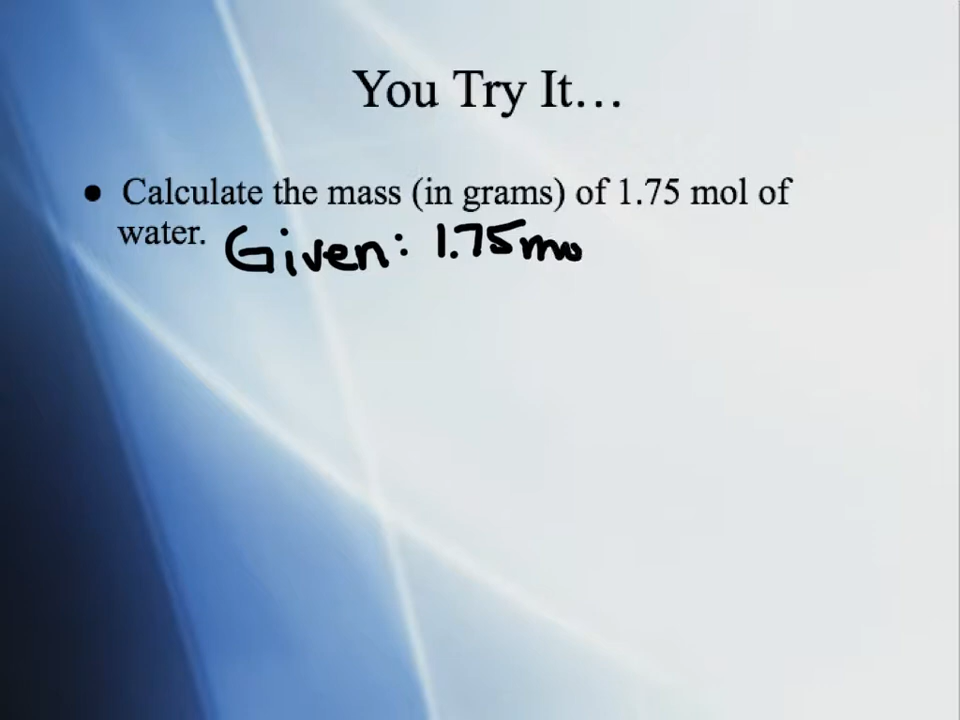 You Try It…
• Calculate the mass (in grams) of 1.75 mol of
water. Given: 1.75mo